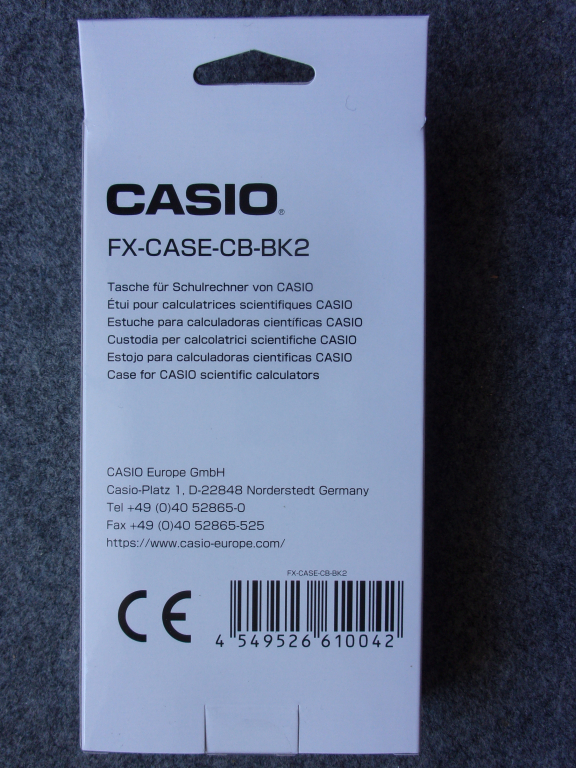 CASIO®
FX-CASE-CB-BK2
Tasche für Schulrechner von CASIO
Étui pour calculatrices scientifiques CASIO
Estuche para calculadoras científicas CASIO
Custodia per calcolatrici scientifiche CASIO
Estojo para calculadoras científicas CASIO
Case for CASIO scientific calculators
CASIO Europe GmbH
Casio-Platz 1, D-22848 Norderstedt Germany
Tel +49 (0)40 52865-0
Fax +49 (0)40 52865-525
https://www.casio-europe.com/
FX-CASE-CB-BK2
CE
4 549526 610042